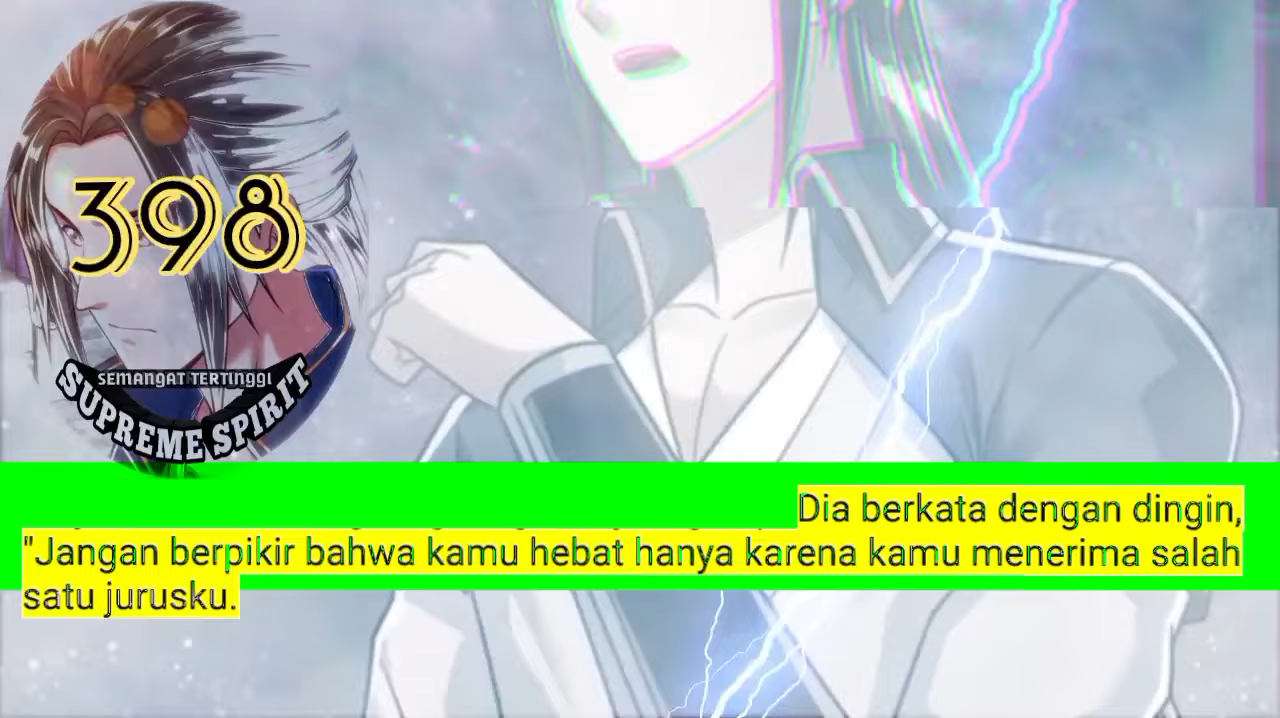 398
SEMANGAT TERTINGGI
SUPREME SPIRIT
Dia berkata dengan dingin,
"Jangan berpikir bahwa kamu hebat hanya karena kamu menerima salah
satu jurusku.